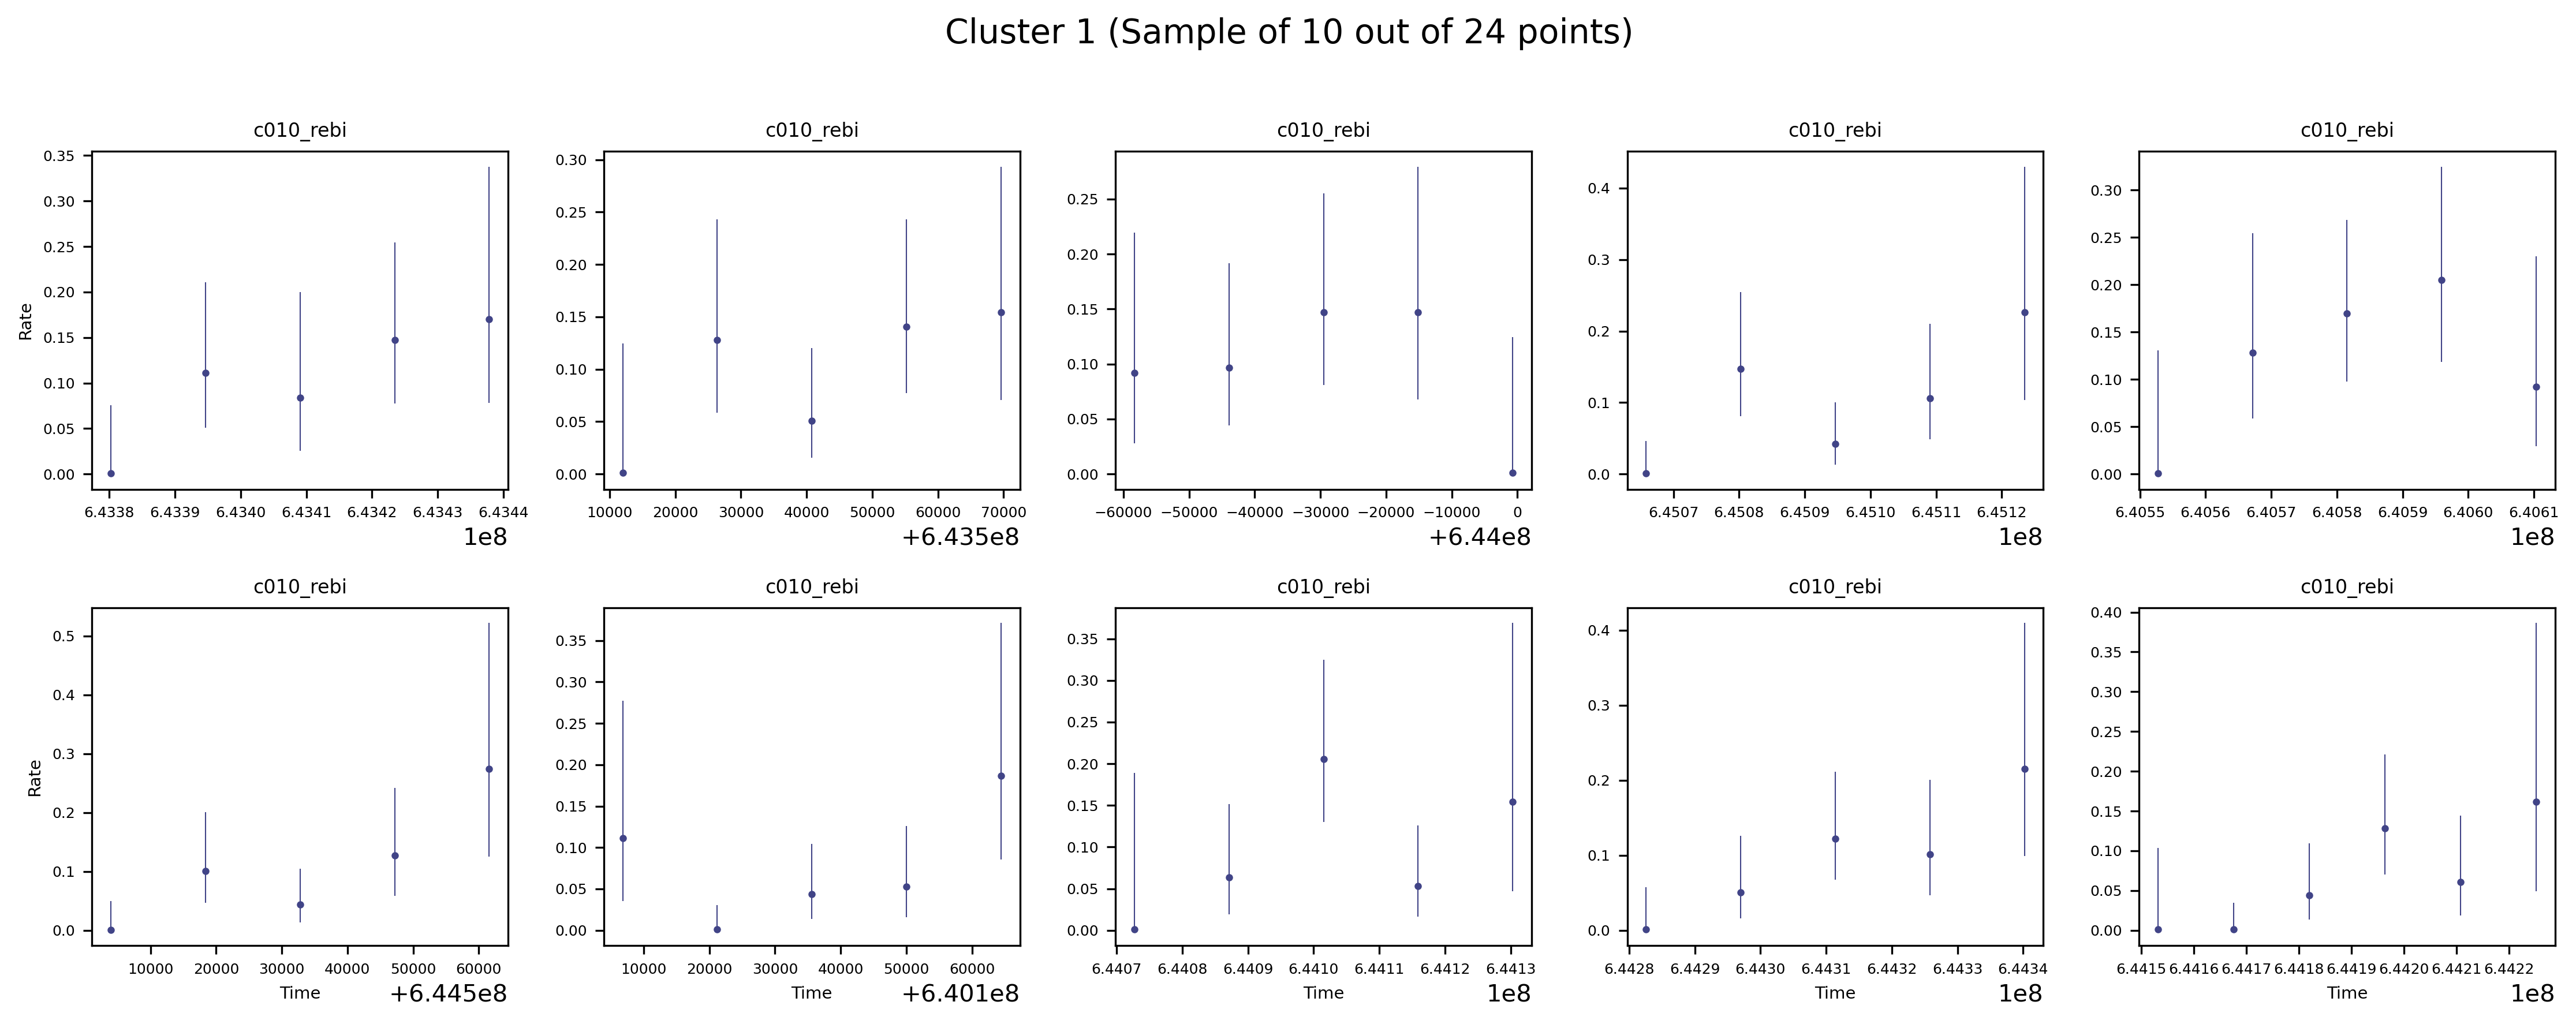 Cluster 1 (Sample of 10 out of 24 points)
c010_rebi c010_rebi c010_rebi c010_rebi c010_rebi
Rate
0.35
0.30
0.25
0.20
0.15
0.10
0.05
0.00
6.4338 6.4339 6.4340 6.4341 6.4342 6.4343 6.4344
1e8
0.30
0.25
0.20
0.15
0.10
0.05
0.00
10000 20000 30000 40000 50000 60000 70000
+6.435e8
0.25
0.20
0.15
0.10
0.05
0.00
−60000 −50000 −40000 −30000 −20000 −10000 0
+6.44e8
0.4
0.3
0.2
0.1
0.0
6.4507 6.4508 6.4509 6.4510 6.4511 6.4512
1e8
0.30
0.25
0.20
0.15
0.10
0.05
0.00
6.4055 6.4056 6.4057 6.4058 6.4059 6.4060 6.4061
1e8
c010_rebi c010_rebi c010_rebi c010_rebi c010_rebi
Rate
0.5
0.4
0.3
0.2
0.1
0.0
10000 20000 30000 40000 50000 60000
Time
+6.445e8
0.35
0.30
0.25
0.20
0.15
0.10
0.05
0.00
10000 20000 30000 40000 50000 60000
Time
+6.401e8
0.35
0.30
0.25
0.20
0.15
0.10
0.05
0.00
6.4407 6.4408 6.4409 6.4410 6.4411 6.4412 6.4413
Time
1e8
0.4
0.3
0.2
0.1
0.0
6.4428 6.4429 6.4430 6.4431 6.4432 6.4433 6.4434
Time
1e8
0.40
0.35
0.30
0.25
0.20
0.15
0.10
0.05
0.00
6.4415 6.4416 6.4417 6.4418 6.4419 6.4420 6.4421 6.4422
Time
1e8